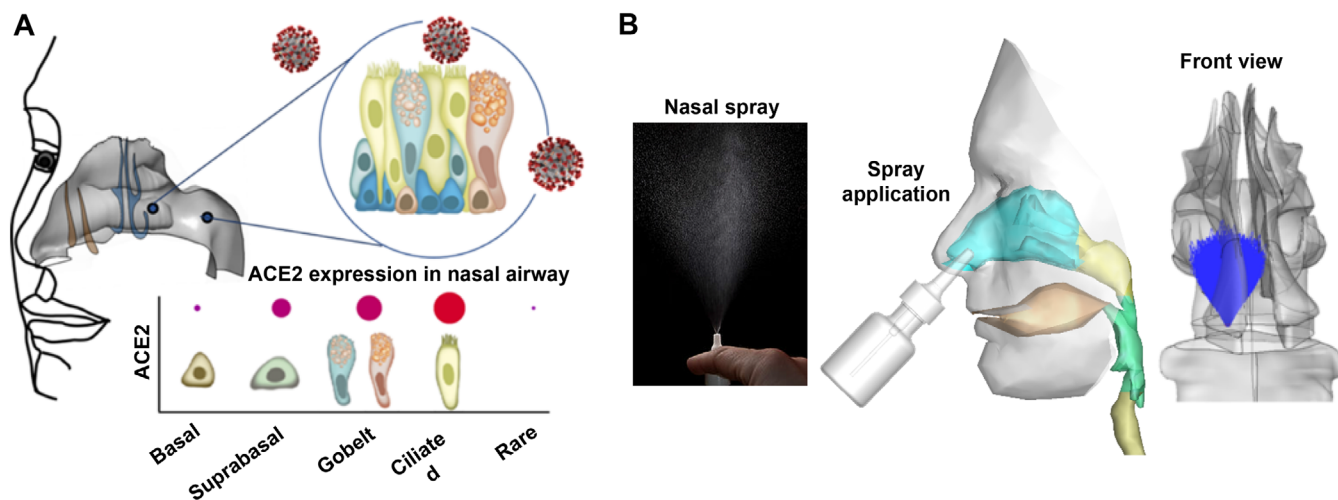 A
ACE2 expression in nasal airway
ACE2
Basal
Suprabasal
Gobelt
Ciliate
d
Rare
B
Nasal spray
Spray
application
Front view